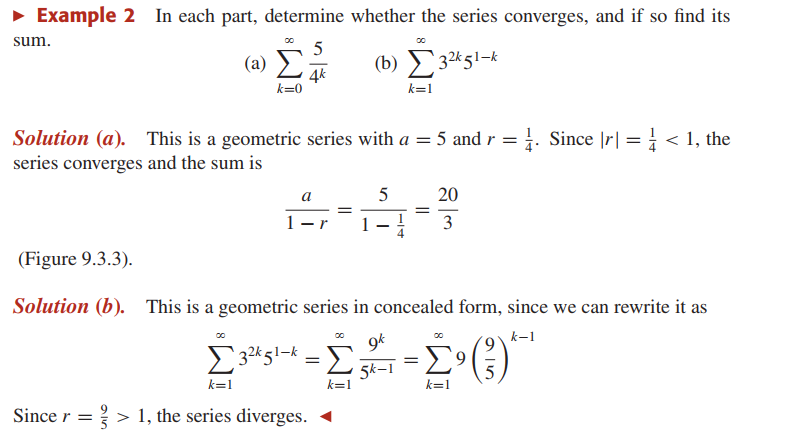 ▶ Example 2 In each part, determine whether the series converges, and if so find its
sum.
(a) $\sum_{k=0}^{\infty} \frac{5}{4^k}$ (b) $\sum_{k=1}^{\infty} 3^{2k} 5^{1-k}$
Solution (a). This is a geometric series with $a = 5$ and $r = \frac{1}{4}$. Since $|r| = \frac{1}{4} < 1$, the
series converges and the sum is
$\frac{a}{1-r} = \frac{5}{1-\frac{1}{4}} = \frac{20}{3}$
(Figure 9.3.3).
Solution (b). This is a geometric series in concealed form, since we can rewrite it as
$\sum_{k=1}^{\infty} 3^{2k} 5^{1-k} = \sum_{k=1}^{\infty} \frac{9^k}{5^{k-1}} = \sum_{k=1}^{\infty} 9 \left(\frac{9}{5}\right)^{k-1}$
Since $r = \frac{9}{5} > 1$, the series diverges. ◀